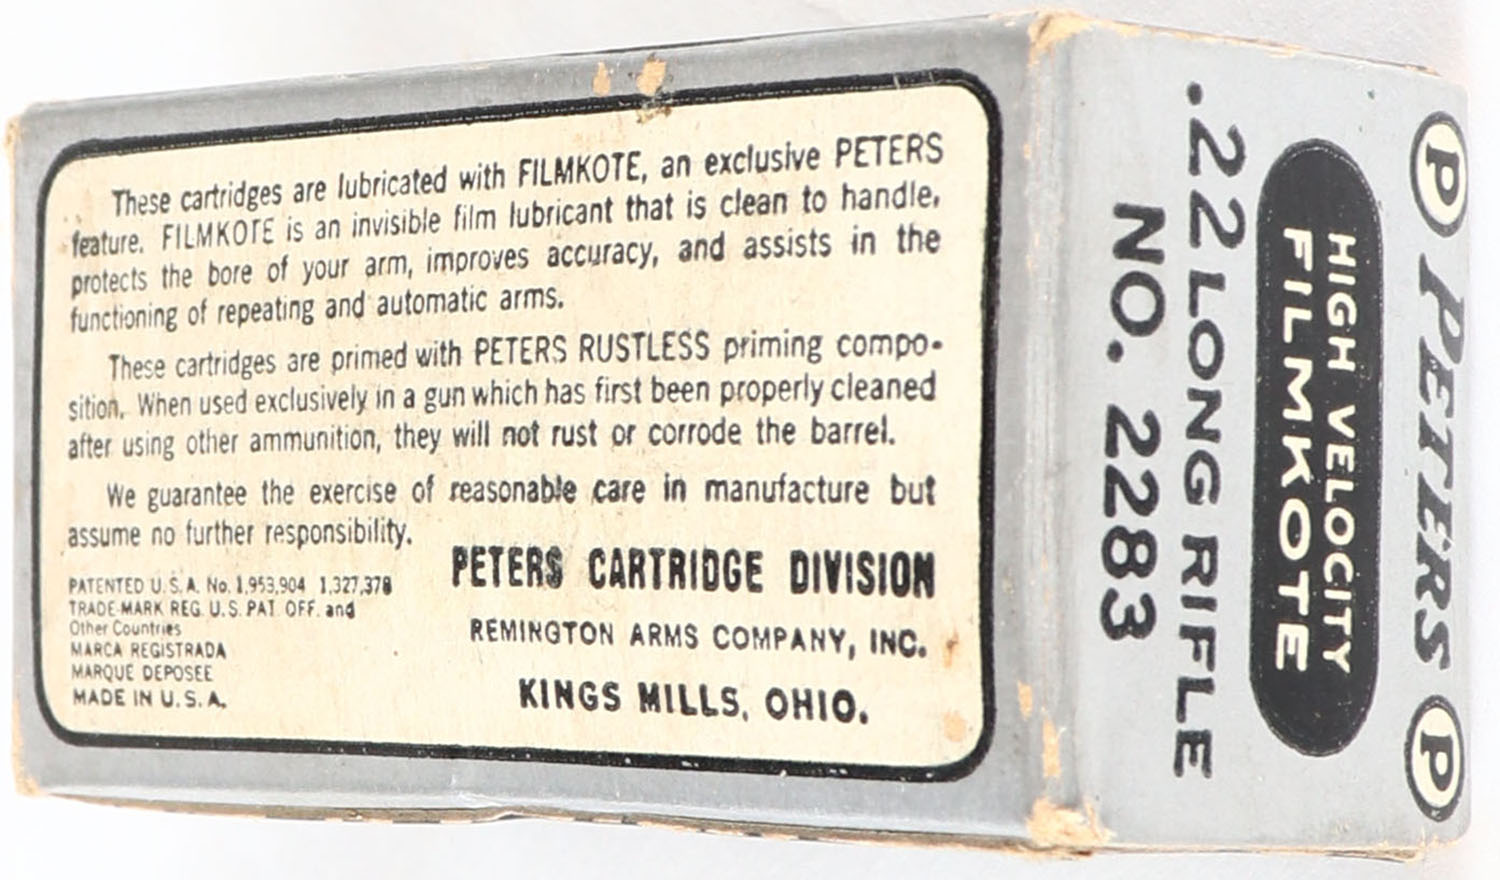 These cartridges are lubricated with FILMKOTE, an exclusive PETERS
feature. FILMKOTE is an invisible film lubricant that is clean to handle,
protects the bore of your arm, improves accuracy, and assists in the
functioning of repeating and automatic arms.
These cartridges are primed with PETERS RUSTLESS priming compo-
sition. When used exclusively in a gun which has first been properly cleaned
after using other ammunition, they will not rust or corrode the barrel.
We guarantee the exercise of reasonable care in manufacture but
assume no further responsibility.
PETERS CARTRIDGE DIVISION
REMINGTON ARMS COMPANY, INC.
KINGS MILLS, OHIO.
PATENTED U.S.A. No. 1,953,904 1,327,378
TRADE-MARK REG. U.S. PAT. OFF. and
Other Countries
MARCA REGISTRADA
MARQUE DEPOSEE
MADE IN U.S.A.
P PETERS P
HIGH VELOCITY
FILMKOTE
.22 LONG RIFLE
NO. 2283